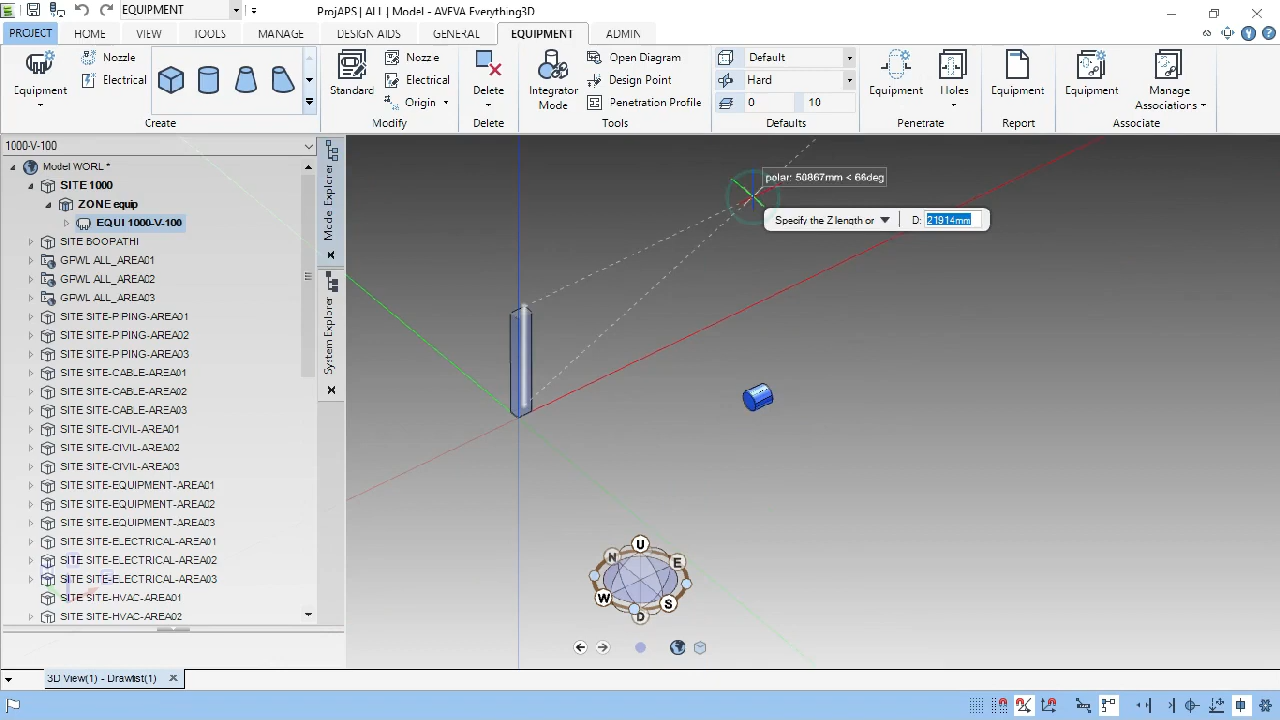 EQUIPMENT
ProjAPS| ALL | Model - AVEVA Everything3D
PROJECT HOME VIEW TOOLS MANAGE DESIGN AIDS GENERAL EQUIPMENT ADMIN
Equipment
Nozzle
Electrical
Create
Standard
Nozzle
Electrical
Origin
Modify
Delete
Delete
Integrator
Mode
Open Diagram
Design Point
Penetration Profile
Tools
Default
Hard
0 10
Defaults
Equipment
Holes
Penetrate
Equipment
Report
Equipment
Manage
Associations
Associate
1000-V-100
Model WORL *
SITE 1000
ZONE equip
EQUI 1000-V-100
SITE BOOPATHI
GPWL ALL_AREA01
GPWL ALL_AREA02
GPWL ALL_AREA03
SITE SITE-PIPING-AREA01
SITE SITE-PIPING-AREA02
SITE SITE-PIPING-AREA03
SITE SITE-CABLE-AREA01
SITE SITE-CABLE-AREA02
SITE SITE-CABLE-AREA03
SITE SITE-CIVIL-AREA01
SITE SITE-CIVIL-AREA02
SITE SITE-CIVIL-AREA03
SITE SITE-EQUIPMENT-AREA01
SITE SITE-EQUIPMENT-AREA02
SITE SITE-EQUIPMENT-AREA03
SITE SITE-ELECTRICAL-AREA01
SITE SITE-ELECTRICAL-AREA02
SITE SITE-ELECTRICAL-AREA03
SITE SITE-HVAC-AREA01
SITE SITE-HVAC-AREA02
Model Explorer
System Explorer
polar: 50867mm < 66deg
Specify the Z length or D: 21914mm
U
N E
W S
D
3D View(1) - Drawlist(1)